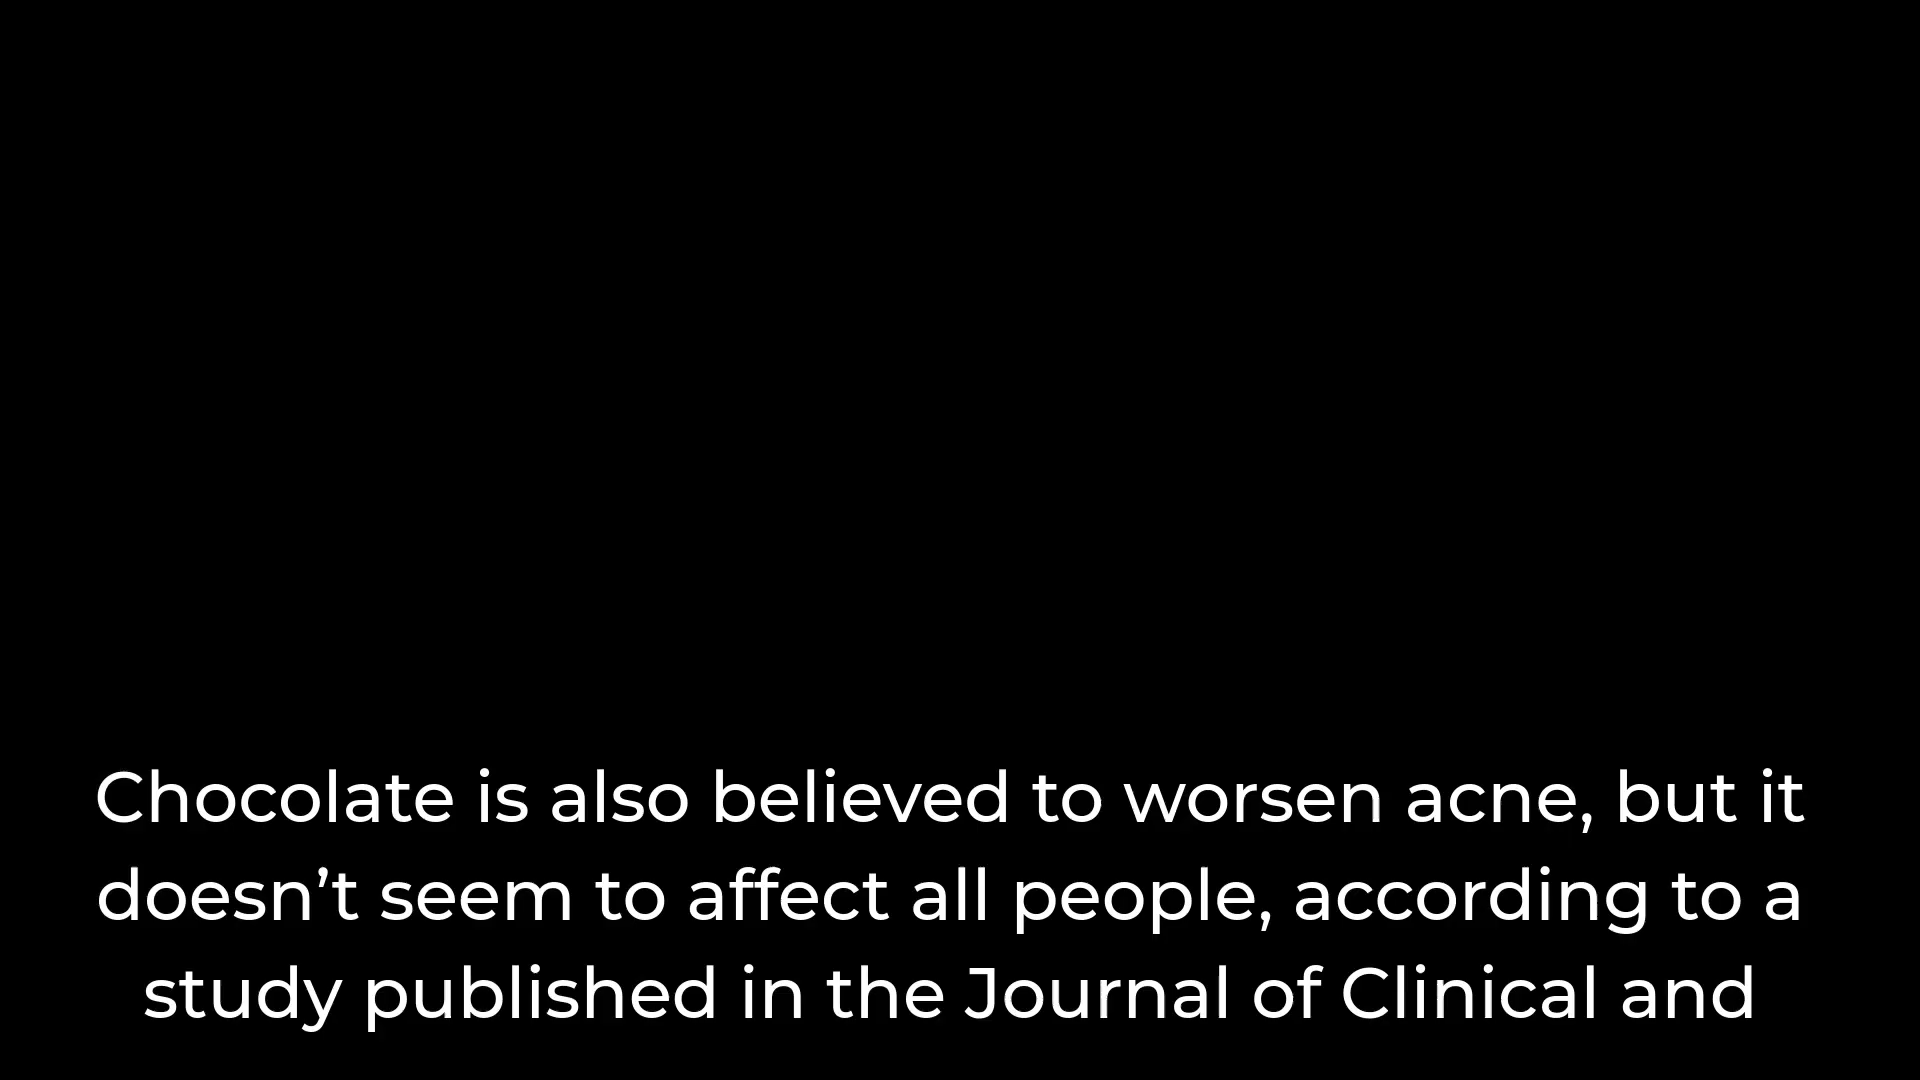 Chocolate is also believed to worsen acne, but it
doesn’t seem to affect all people, according to a
study published in the Journal of Clinical and